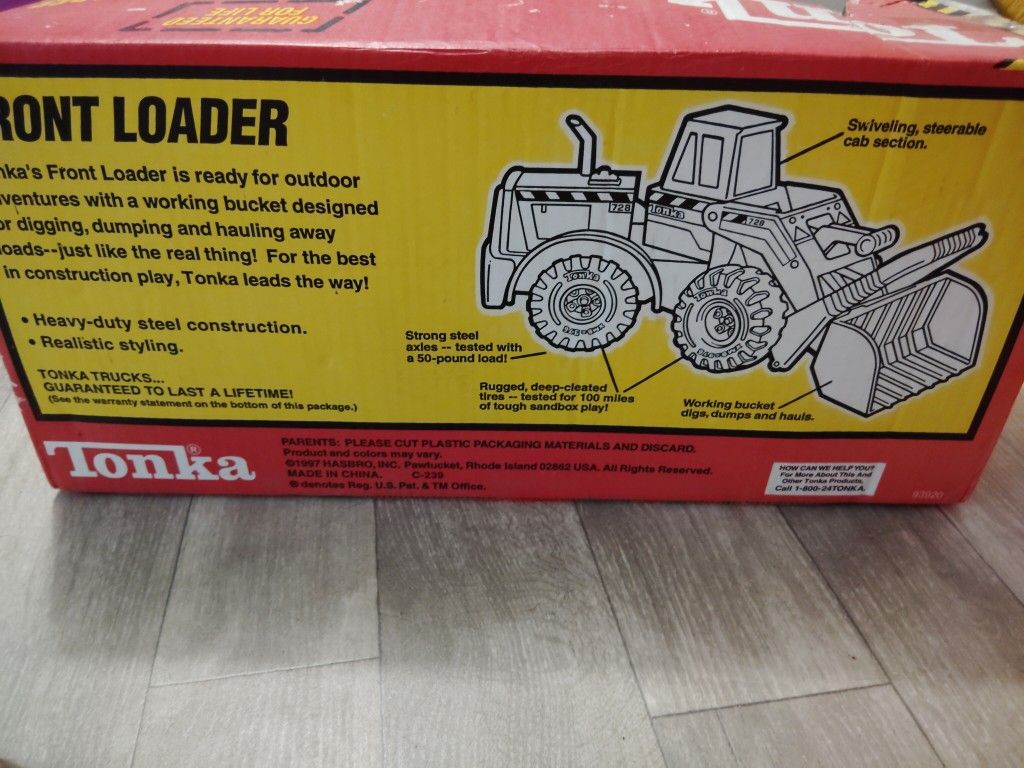 GUARANTEED
FOR LIFE
RONT LOADER
nka's Front Loader is ready for outdoor
ventures with a working bucket designed
or digging, dumping and hauling away
oads--just like the real thing! For the best
in construction play, Tonka leads the way!
• Heavy-duty steel construction.
• Realistic styling.
TONKA TRUCKS...
GUARANTEED TO LAST A LIFETIME!
(See the warranty statement on the bottom of this package.)
Swiveling, steerable
cab section.
728
Tonka
728
Tonka
Tonka
Strong steel
axles -- tested with
a 50-pound load!
Rugged, deep-cleated
tires -- tested for 100 miles
of tough sandbox play!
Working bucket
digs, dumps and hauls.
Tonka®
PARENTS: PLEASE CUT PLASTIC PACKAGING MATERIALS AND DISCARD.
Product and colors may vary.
©1997 HASBRO, INC. Pawtucket, Rhode Island 02862 USA. All Rights Reserved.
MADE IN CHINA. C-239
® denotes Reg. U.S. Pat. & TM Office.
HOW CAN WE HELP YOU?
For More About This And
Other Tonka Products,
Call 1-800-24TONKA.
93920